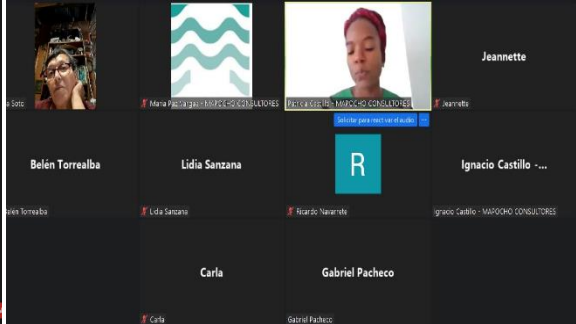 a Soto
María Paz Vargas - MAPOCHO CONSULTORES
Patricia Castillo - MAPOCHO CONSULTORES
Jeannette
Jeannette
Solicitar para reactivar el audio
Belén Torrealba
Belén Torrealba
Lidia Sanzana
Lidia Sanzana
R
Ricardo Navarrete
Ignacio Castillo -...
Ignacio Castillo - MAPOCHO CONSULTORES
Carla
Carla
Gabriel Pacheco
Gabriel Pacheco